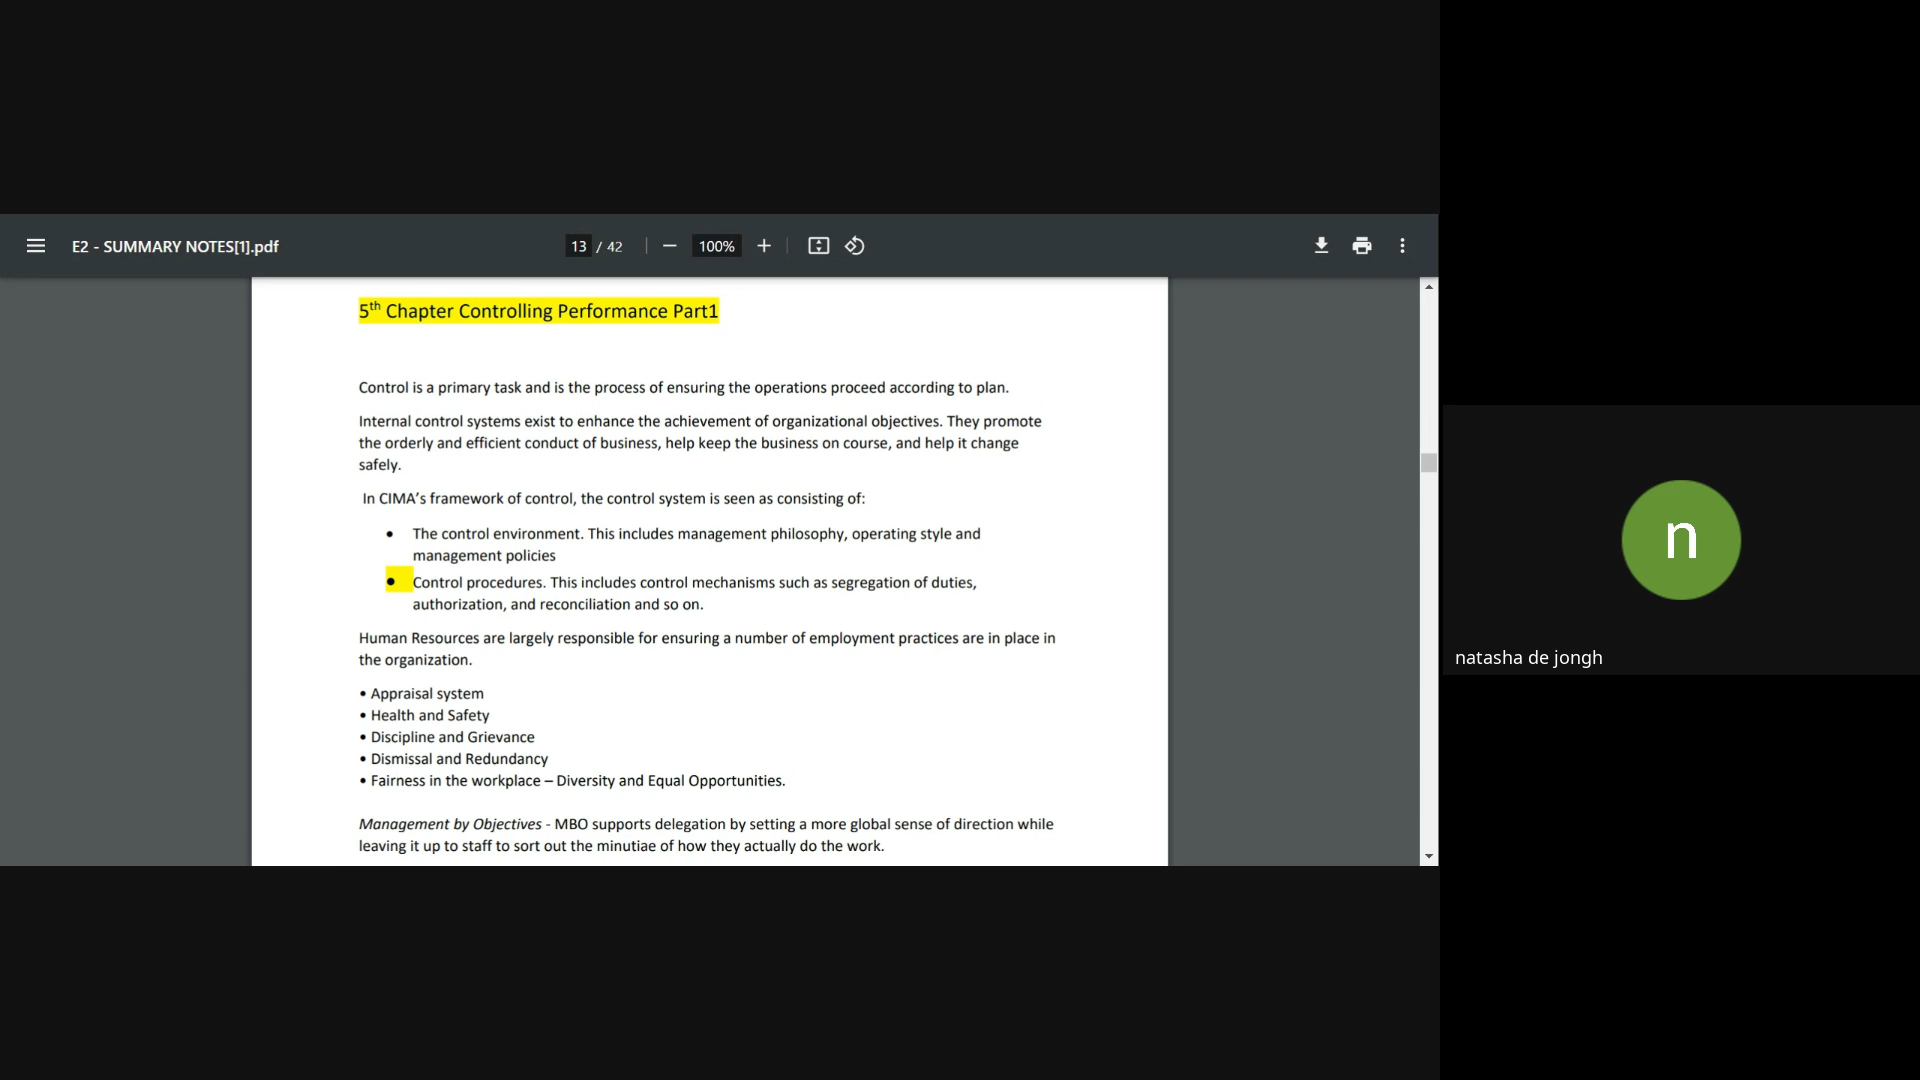 E2 - SUMMARY NOTES[1].pdf
13 / 42
100%
5th Chapter Controlling Performance Part1
Control is a primary task and is the process of ensuring the operations proceed according to plan.
Internal control systems exist to enhance the achievement of organizational objectives. They promote
the orderly and efficient conduct of business, help keep the business on course, and help it change
safely.
In CIMA's framework of control, the control system is seen as consisting of:
• The control environment. This includes management philosophy, operating style and
management policies
• Control procedures. This includes control mechanisms such as segregation of duties,
authorization, and reconciliation and so on.
Human Resources are largely responsible for ensuring a number of employment practices are in place in
the organization.
• Appraisal system
• Health and Safety
• Discipline and Grievance
• Dismissal and Redundancy
• Fairness in the workplace – Diversity and Equal Opportunities.
Management by Objectives - MBO supports delegation by setting a more global sense of direction while
leaving it up to staff to sort out the minutiae of how they actually do the work.
n
natasha de jongh